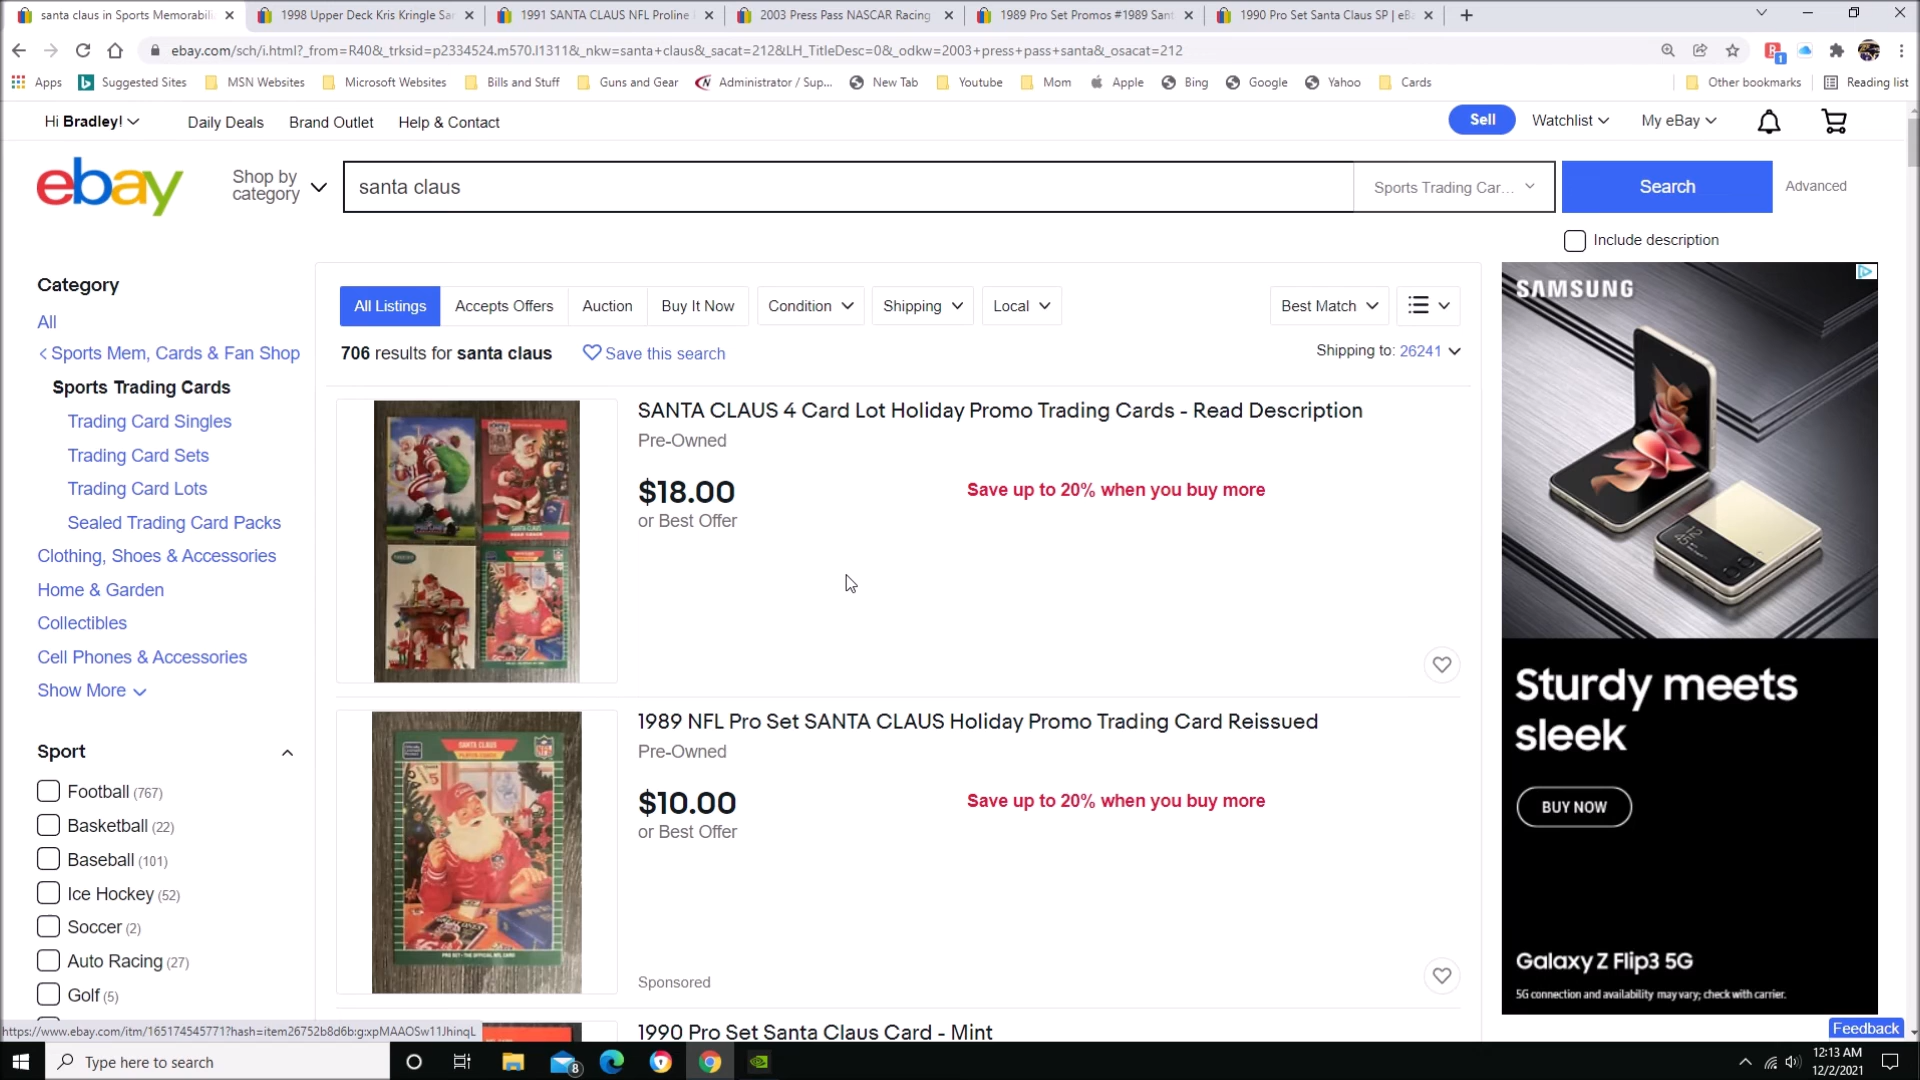 santa claus in Sports Memorabili
1998 Upper Deck Kris Kringle Sa
1991 SANTA CLAUS NFL Proline
2003 Press Pass NASCAR Racing
1989 Pro Set Promos #1989 Sant
1990 Pro Set Santa Claus SP | eB
ebay.com/sch/i.html?_from=R40&_trksid=p2334524.m570.l1311&_nkw=santa+claus&_sacat=212&LH_TitleDesc=0&_odkw=2003+press+pass+santa&_osacat=212
Apps Suggested Sites MSN Websites Microsoft Websites Bills and Stuff Guns and Gear Administrator / Sup... New Tab Youtube Mom Apple Bing Google Yahoo Cards Other bookmarks Reading list
Hi Bradley! Daily Deals Brand Outlet Help & Contact Sell Watchlist My eBay
ebay
Shop by category
santa claus
Sports Trading Car...
Search
Advanced
Include description
Category
All
Sports Mem, Cards & Fan Shop
Sports Trading Cards
Trading Card Singles
Trading Card Sets
Trading Card Lots
Sealed Trading Card Packs
Clothing, Shoes & Accessories
Home & Garden
Collectibles
Cell Phones & Accessories
Show More
Sport
Football (767)
Basketball (22)
Baseball (101)
Ice Hockey (52)
Soccer (2)
Auto Racing (27)
Golf (5)
All Listings Accepts Offers Auction Buy It Now Condition Shipping Local Best Match
706 results for santa claus
Save this search
Shipping to: 26241
SANTA CLAUS 4 Card Lot Holiday Promo Trading Cards - Read Description
Pre-Owned
$18.00
or Best Offer
Save up to 20% when you buy more
SANTA CLAUS
1989 NFL Pro Set SANTA CLAUS Holiday Promo Trading Card Reissued
Pre-Owned
$10.00
or Best Offer
Save up to 20% when you buy more
Sponsored
SANTA CLAUS
NFL
5
PRO SET • THE OFFICIAL NFL CARD
1990 Pro Set Santa Claus Card - Mint
SAMSUNG
Sturdy meets
sleek
BUY NOW
Galaxy Z Flip3 5G
5G connection and availability may vary; check with carrier.
Feedback
https://www.ebay.com/itm/165174545771?hash=item26752b8d6b:g:xpMAAOSw11JhinqL
Type here to search
8
12:13 AM
12/2/2021